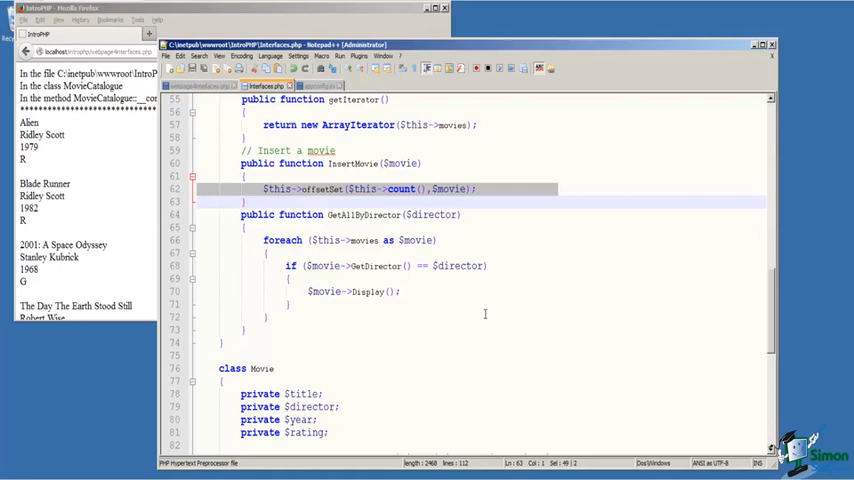 IntroPHP - Mozilla Firefox
File Edit View History Bookmarks Tools Help
IntroPHP
localhost/introphp/webpage4interfaces.php
In the file C:\inetpub\wwwroot\IntroP
In the class MovieCatalogue
In the method MovieCatalogue::__co
Alien
Ridley Scott
1979
R
Blade Runner
Ridley Scott
1982
R
2001: A Space Odyssey
Stanley Kubrick
1968
G
The Day The Earth Stood Still
Robert Wise
C:\inetpub\wwwroot\IntroPHP\Interfaces.php - Notepad++ [Administrator]
File Edit Search View Encoding Language Settings Macro Run Plugins Window ?
webpage4interfaces.php Interfaces.php
55 public function getIterator()
56 {
57 return new ArrayIterator($this->movies);
58 }
59 // Insert a movie
60 public function InsertMovie($movie)
61 {
62 $this->offsetSet($this->count(),$movie);
63 }
64 public function GetAllByDirector($director)
65 {
66 foreach ($this->movies as $movie)
67 {
68 if ($movie->GetDirector() == $director)
69 {
70 $movie->Display();
71 }
72 }
73 }
74 }
75
76 class Movie
77 {
78 private $title;
79 private $director;
80 private $year;
81 private $rating;
82
PHP Hypertext Preprocessor file length : 2468 lines : 112 Ln : 63 Col : 1 Sel : 49 | 2 Dos\Windows ANSI as UTF-8 INS
Simon